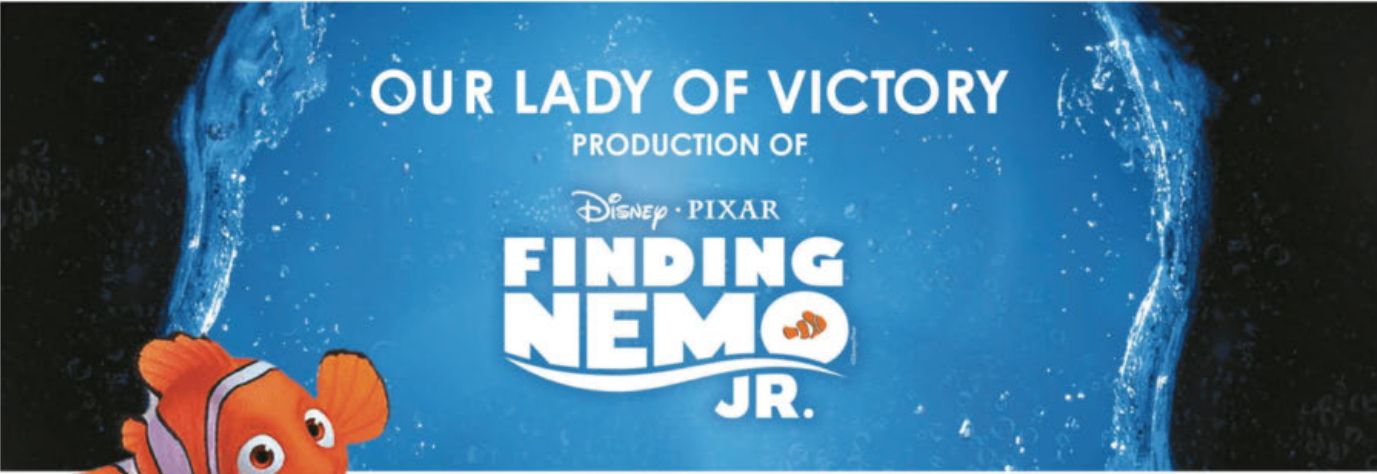 OUR LADY OF VICTORY
PRODUCTION OF
Disney · PIXAR
FINDING
NEMO
JR.